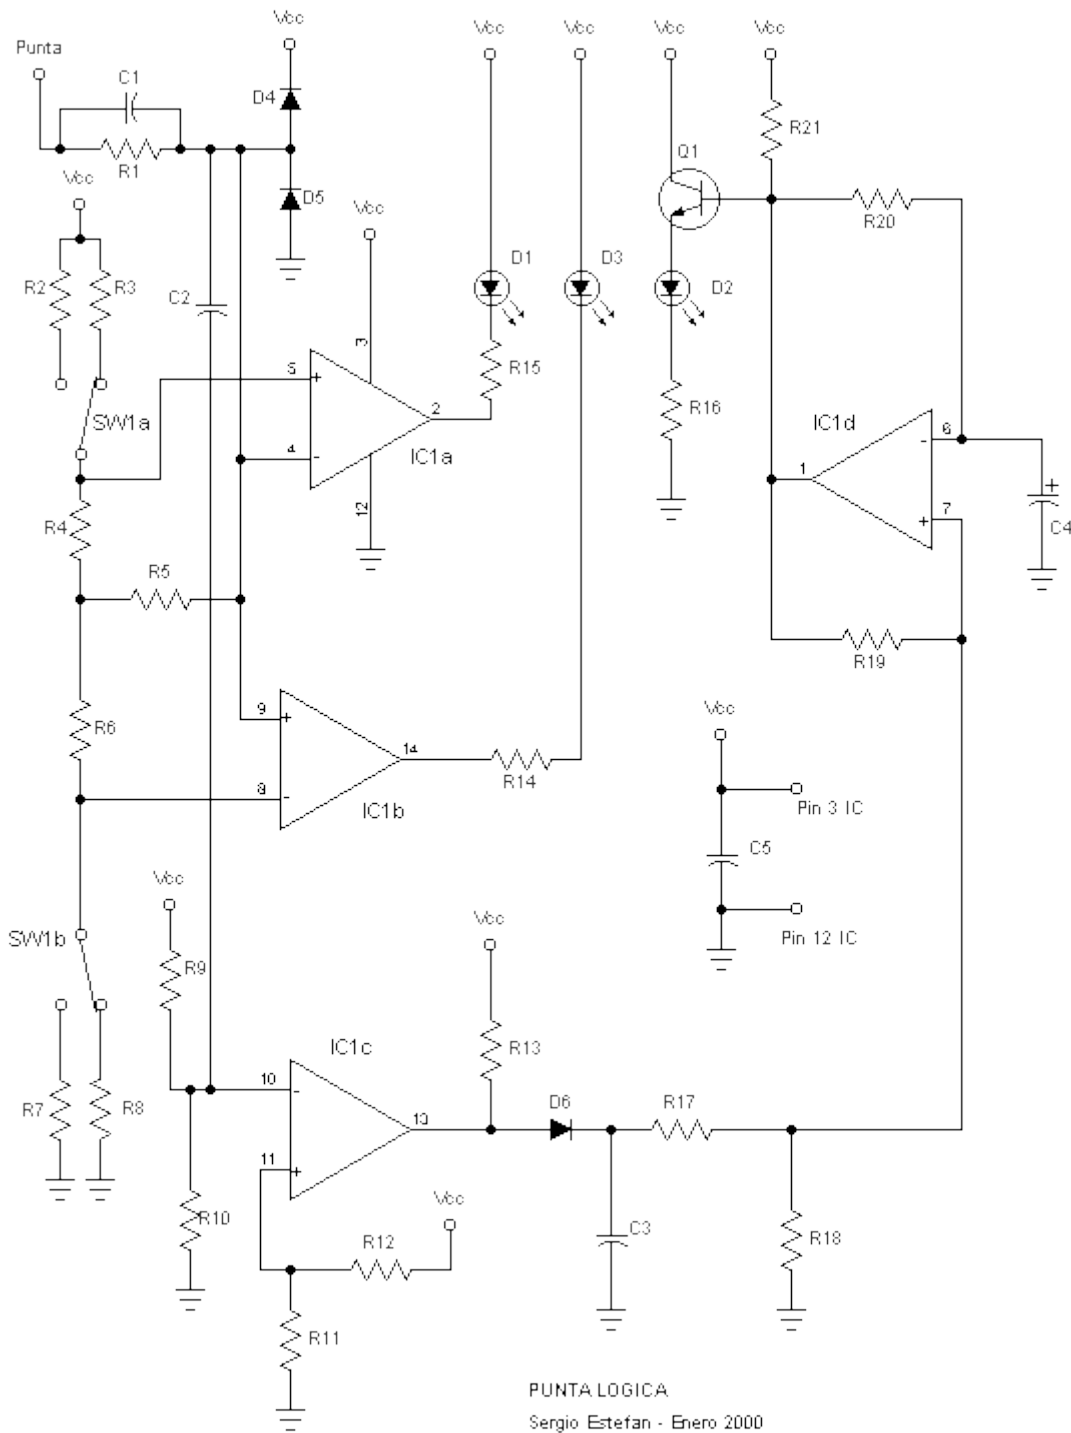 Vcc
Vcc
Vcc
Vcc
Vcc
Punta
C1
D4
R21
R1
Q1
Vcc
D5
Vcc
R20
D1
D3
R2
R3
C2
D2
3
5
+
R15
R16
SW1a
2
IC1d
IC1a
4
-
6
-
1
+
12
7
+
C4
R4
R5
R19
R6
9
+
Vcc
14
R14
8
-
IC1b
Pin 3 IC
C5
Vcc
Vcc
SW1b
Pin 12 IC
R9
IC1c
R13
10
-
R7
R8
13
D6
R17
11
+
Vcc
R10
R12
C3
R18
R11
PUNTA LOGICA
Sergio Estefan - Enero 2000